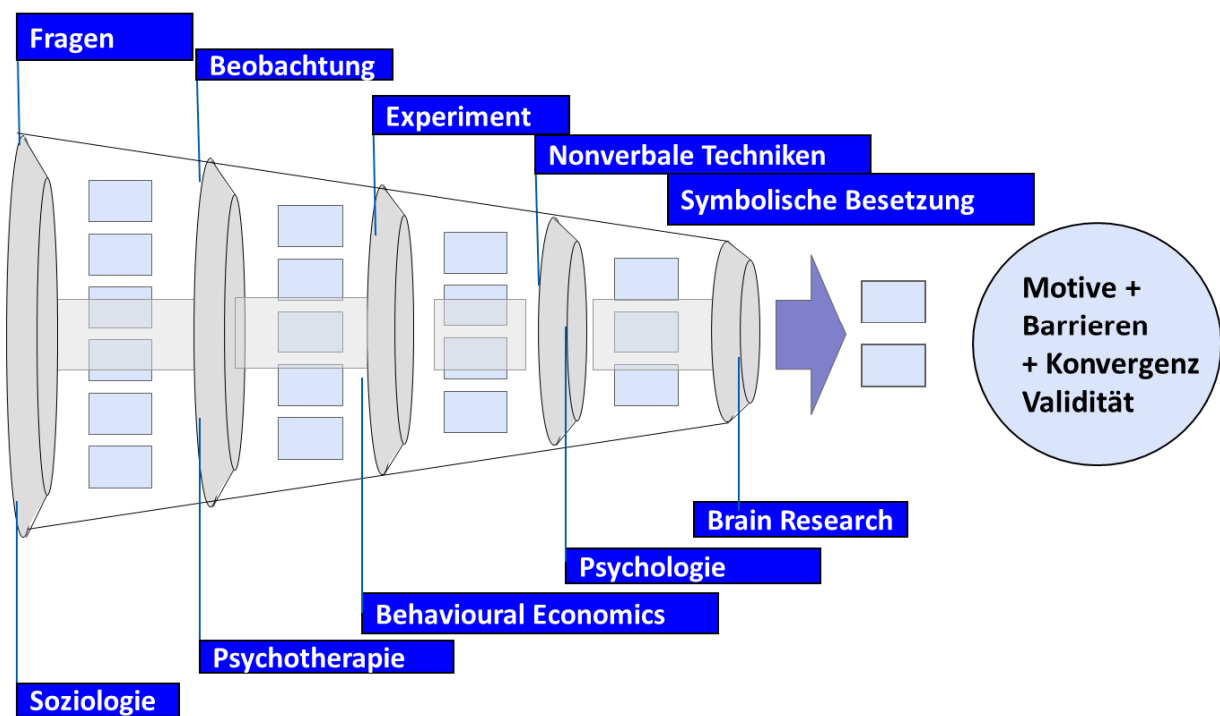 Fragen
Beobachtung
Experiment
Nonverbale Techniken
Symbolische Besetzung
Motive +
Barrieren
+ Konvergenz
Validität
Brain Research
Psychologie
Behavioural Economics
Psychotherapie
Soziologie